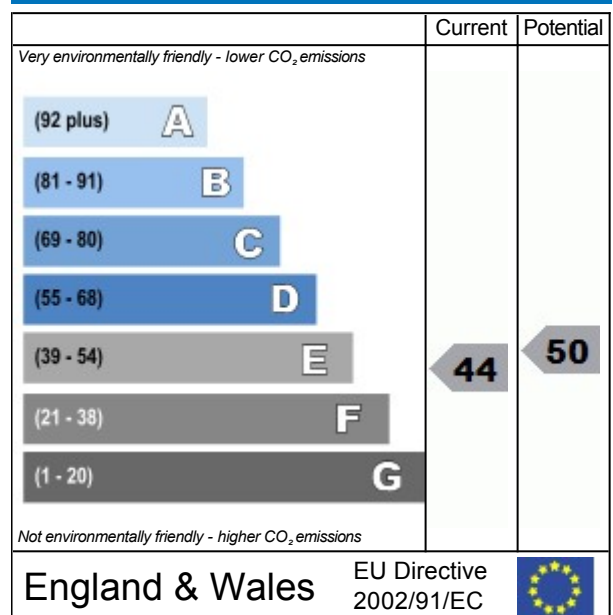 Current Potential
Very environmentally friendly - lower CO₂ emissions
(92 plus) A
(81 - 91) B
(69 - 80) C
(55 - 68) D
(39 - 54) E
44 50
(21 - 38) F
(1 - 20) G
Not environmentally friendly - higher CO₂ emissions
England & Wales
EU Directive
2002/91/EC